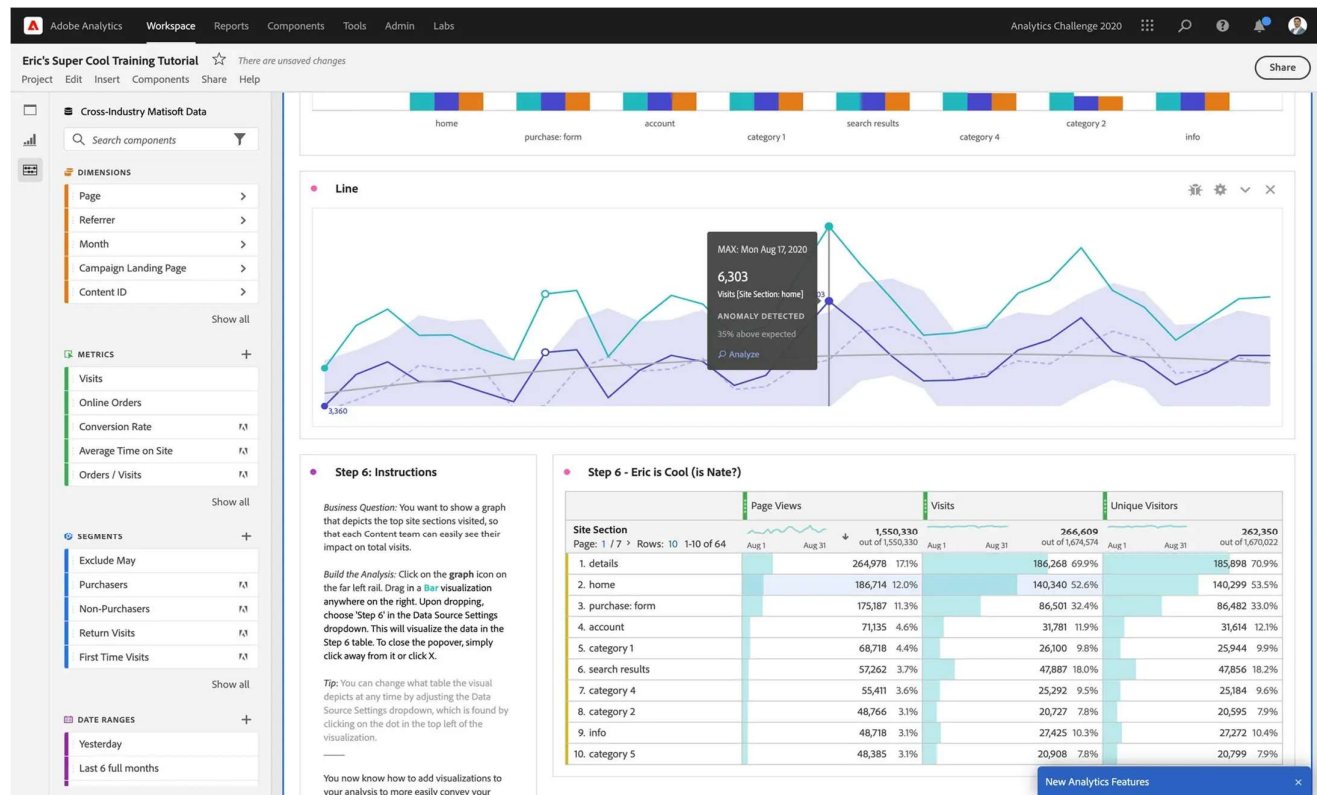 Adobe Analytics Workspace Reports Components Tools Admin Labs Analytics Challenge 2020
Eric's Super Cool Training Tutorial There are unsaved changes
Share
Project Edit Insert Components Share Help
Cross-Industry Matisoft Data
Search components
DIMENSIONS
Page
Referrer
Month
Campaign Landing Page
Content ID
Show all
METRICS
Visits
Online Orders
Conversion Rate
Average Time on Site
Orders / Visits
Show all
SEGMENTS
Exclude May
Purchasers
Non-Purchasers
Return Visits
First Time Visits
Show all
DATE RANGES
Yesterday
Last 6 full months
home purchase: form account category 1 search results category 4 category 2 info
Line
MAX: Mon Aug 17, 2020
6,303
Visits [Site Section: home]
03
ANOMALY DETECTED
35% above expected
Analyze
3,360
Step 6: Instructions
Business Question: You want to show a graph
that depicts the top site sections visited, so
that each Content team can easily see their
impact on total visits.
Build the Analysis: Click on the graph icon on
the far left rail. Drag in a Bar visualization
anywhere on the right. Upon dropping,
choose 'Step 6' in the Data Source Settings
dropdown. This will visualize the data in the
Step 6 table. To close the popover, simply
click away from it or click X.
Tip: You can change what table the visual
depicts at any time by adjusting the Data
Source Settings dropdown, which is found by
clicking on the dot in the top left of the
visualization.
You now know how to add visualizations to
your analysis to more easily convey your
Step 6 - Eric is Cool (is Nate?)
Page Views Visits Unique Visitors
Site Section 1,550,330 266,609 262,350
Page: 1 / 7 > Rows: 10 1-10 of 64 Aug 1 Aug 31 out of 1,550,330 Aug 1 Aug 31 out of 1,674,574 Aug 1 Aug 31 out of 1,670,022
1. details 264,978 17.1% 186,268 69.9% 185,898 70.9%
2. home 186,714 12.0% 140,340 52.6% 140,299 53.5%
3. purchase: form 175,187 11.3% 86,501 32.4% 86,482 33.0%
4. account 71,135 4.6% 31,781 11.9% 31,614 12.1%
5. category 1 68,718 4.4% 26,100 9.8% 25,944 9.9%
6. search results 57,262 3.7% 47,887 18.0% 47,856 18.2%
7. category 4 55,411 3.6% 25,292 9.5% 25,184 9.6%
8. category 2 48,766 3.1% 20,727 7.8% 20,595 7.9%
9. info 48,718 3.1% 27,425 10.3% 27,272 10.4%
10. category 5 48,385 3.1% 20,908 7.8% 20,799 7.9%
New Analytics Features